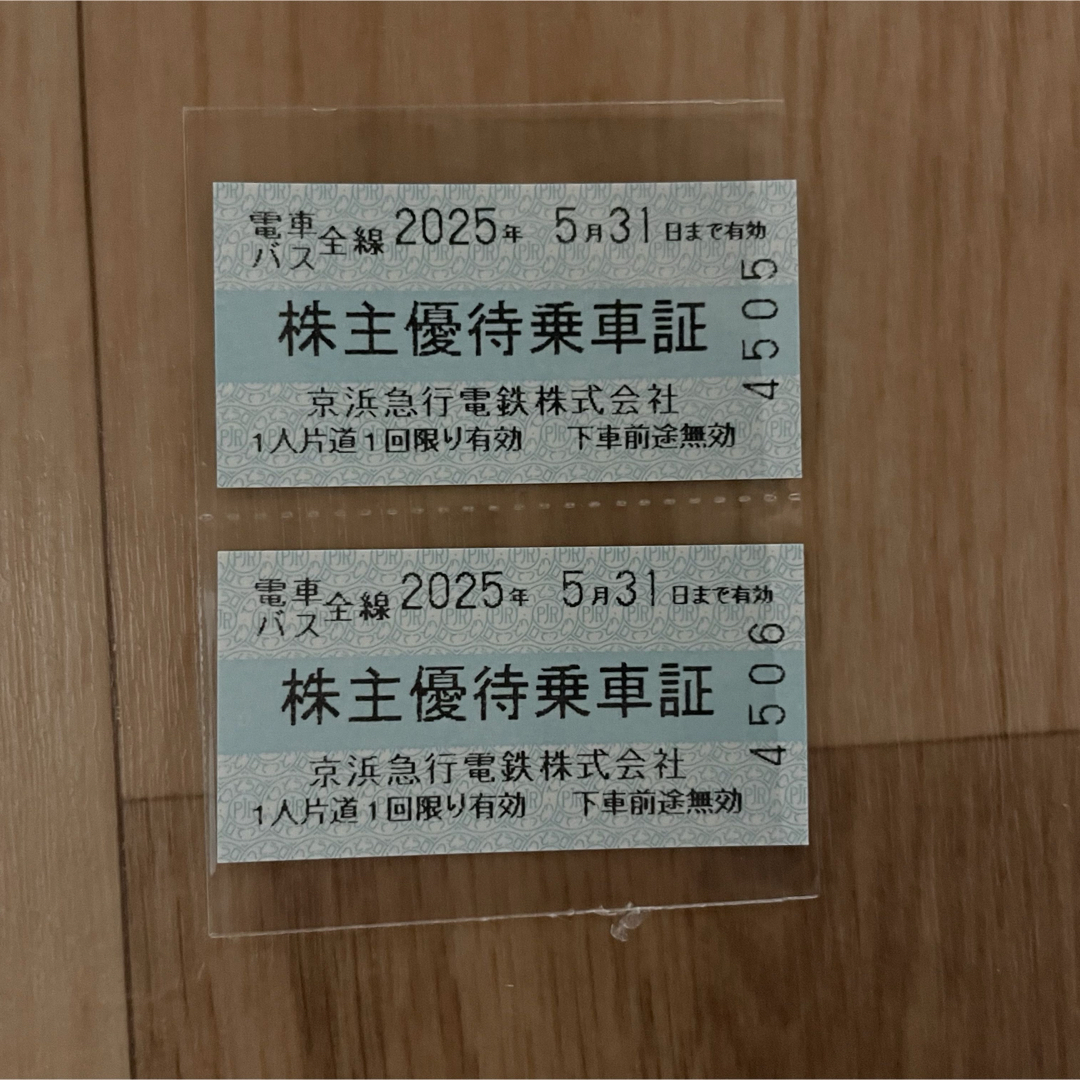 電車
バス全線 2025年 5月31日まで有効
株主優待乗車証
京浜急行電鉄株式会社
1人片道1回限り有効 下車前途無効
4505
電車
バス全線 2025年 5月31日まで有効
株主優待乗車証
京浜急行電鉄株式会社
1人片道1回限り有効 下車前途無効
4506